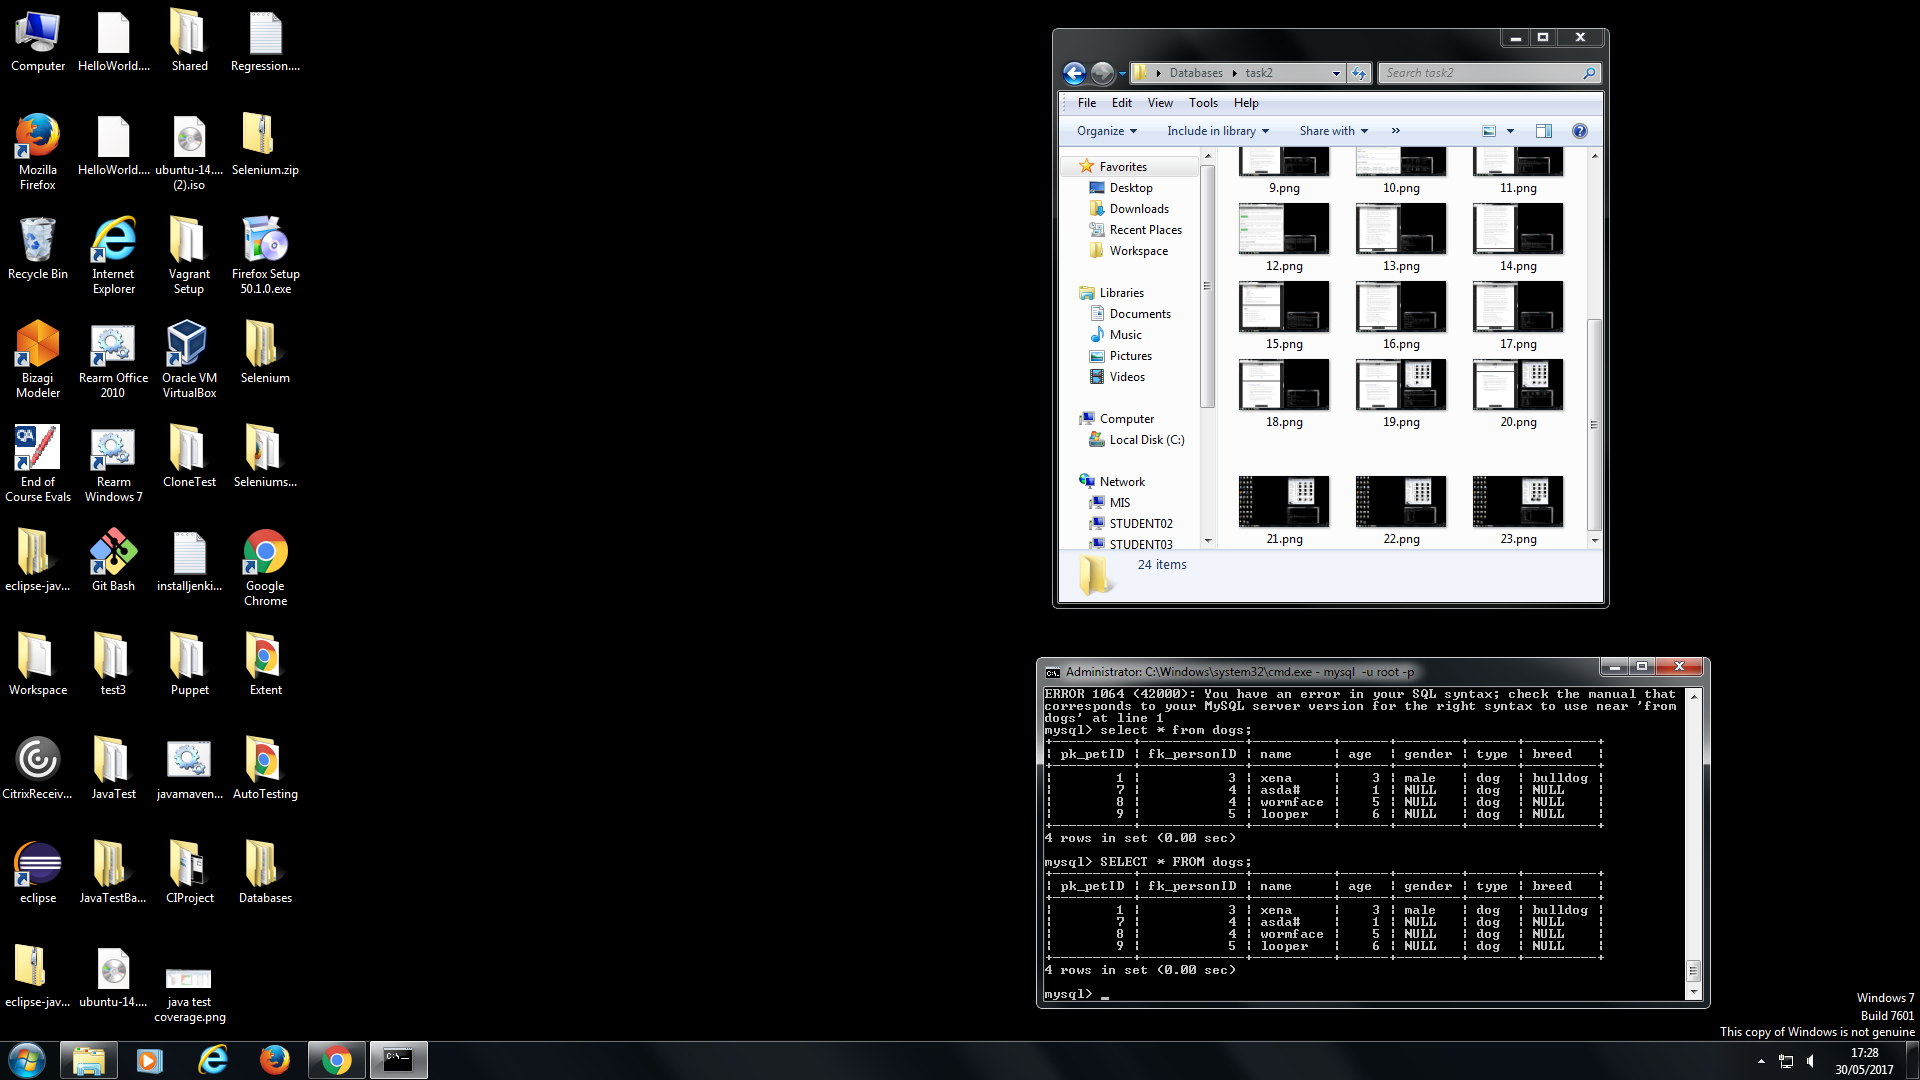 Computer
HelloWorld....
Shared
Regression....
Mozilla
Firefox
HelloWorld....
ubuntu-14....
(2).iso
Selenium.zip
Recycle Bin
Internet
Explorer
Vagrant
Setup
Firefox Setup
50.1.0.exe
Bizagi
Modeler
Rearm Office
2010
Oracle VM
VirtualBox
Selenium
QA
End of
Course Evals
Rearm
Windows 7
CloneTest
Seleniums...
eclipse-jav...
Git Bash
installjenki...
Google
Chrome
Workspace
test3
Puppet
Extent
CitrixReceiv...
JavaTest
javamaven...
AutoTesting
eclipse
JavaTestBa...
CIProject
Databases
eclipse-jav...
ubuntu-14....
java test
coverage.png
Databases
task2
Search task2
File Edit View Tools Help
Organize Include in library Share with »
Favorites
Desktop
Downloads
Recent Places
Workspace
Libraries
Documents
Music
Pictures
Videos
Computer
Local Disk (C:)
Network
MIS
STUDENT02
STUDENT03
9.png 10.png 11.png
12.png 13.png 14.png
15.png 16.png 17.png
18.png 19.png 20.png
21.png 22.png 23.png
24 items
Administrator: C:\Windows\system32\cmd.exe - mysql -u root -p
ERROR 1064 (42000): You have an error in your SQL syntax; check the manual that
corresponds to your MySQL server version for the right syntax to use near 'from
dogs' at line 1
mysql> select * from dogs;
+----------+-------------+----------+------+--------+------+---------+
| pk_petID | fk_personID | name | age | gender | type | breed |
+----------+-------------+----------+------+--------+------+---------+
| 1 | 3 | xena | 3 | male | dog | bulldog |
| 7 | 4 | asda# | 1 | NULL | dog | NULL |
| 8 | 4 | wormface | 5 | NULL | dog | NULL |
| 9 | 5 | looper | 6 | NULL | dog | NULL |
+----------+-------------+----------+------+--------+------+---------+
4 rows in set (0.00 sec)
mysql> SELECT * FROM dogs;
+----------+-------------+----------+------+--------+------+---------+
| pk_petID | fk_personID | name | age | gender | type | breed |
+----------+-------------+----------+------+--------+------+---------+
| 1 | 3 | xena | 3 | male | dog | bulldog |
| 7 | 4 | asda# | 1 | NULL | dog | NULL |
| 8 | 4 | wormface | 5 | NULL | dog | NULL |
| 9 | 5 | looper | 6 | NULL | dog | NULL |
+----------+-------------+----------+------+--------+------+---------+
4 rows in set (0.00 sec)
mysql> _
Windows 7
Build 7601
This copy of Windows is not genuine
17:28
30/05/2017